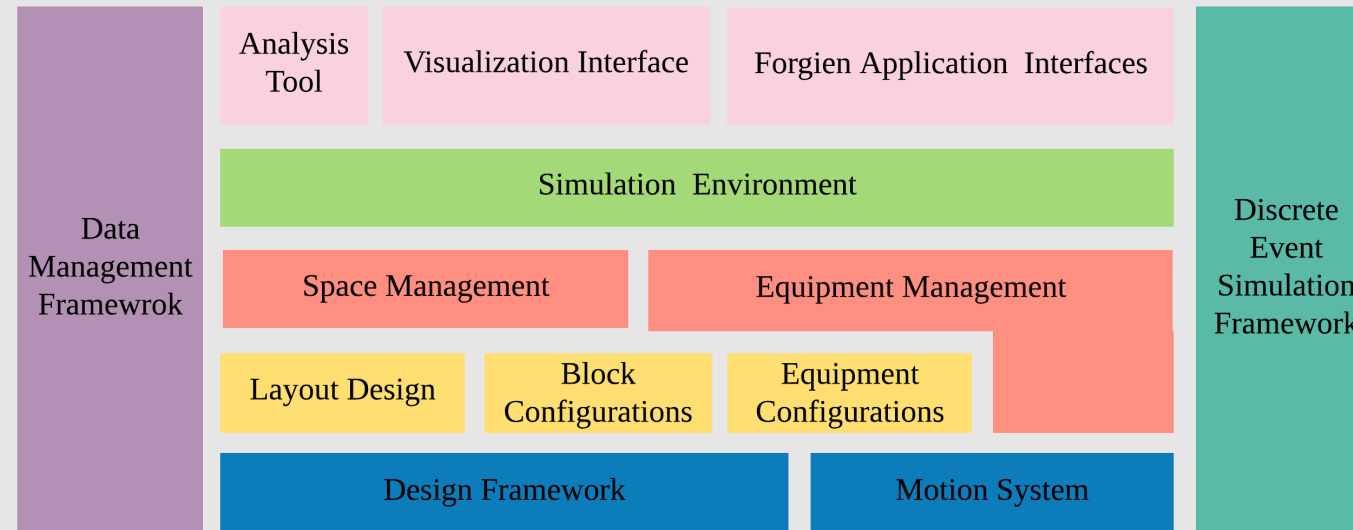 Analysis
Tool
Visualization Interface
Forgien Application Interfaces
Simulation Environment
Data
Management
Framewrok
Discrete
Event
Simulation
Framework
Space Management
Equipment Management
Layout Design
Block
Configurations
Equipment
Configurations
Design Framework
Motion System